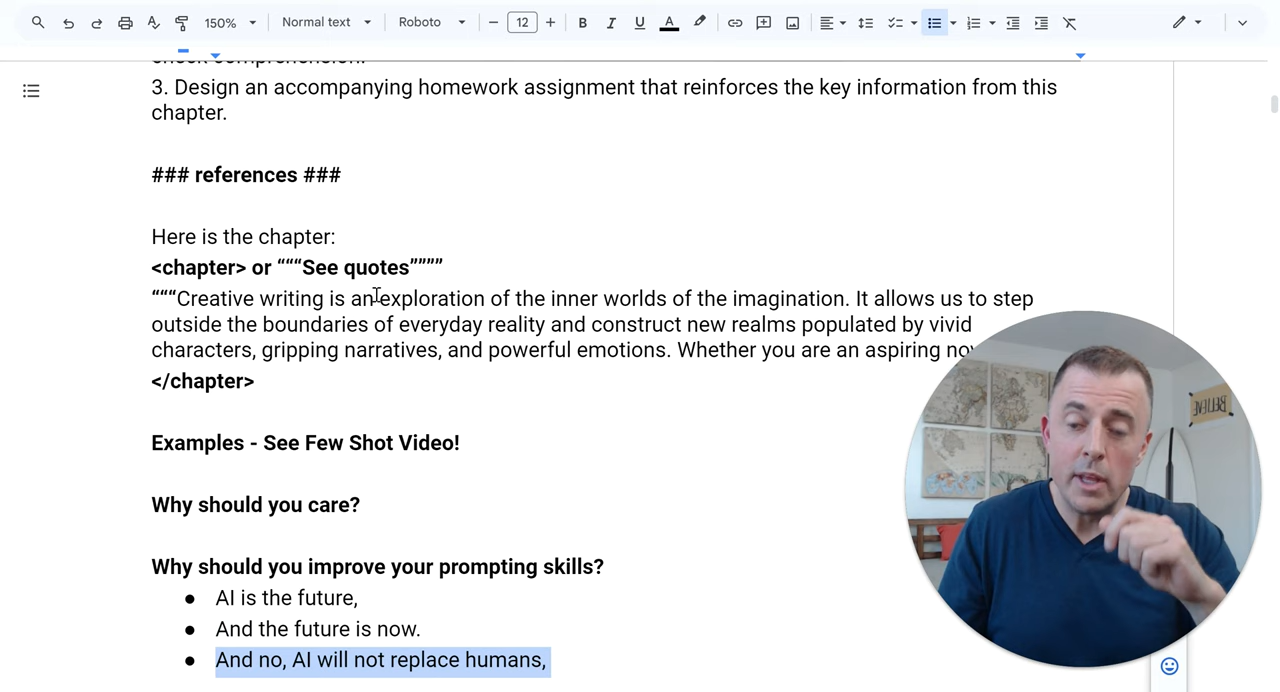 150%
Normal text
Roboto
12
B
I
U
A
check comprehension.
3. Design an accompanying homework assignment that reinforces the key information from this
chapter.
### references ###
Here is the chapter:
<chapter> or “““See quotes””””
“““Creative writing is an exploration of the inner worlds of the imagination. It allows us to step
outside the boundaries of everyday reality and construct new realms populated by vivid
characters, gripping narratives, and powerful emotions. Whether you are an aspiring
</chapter>
Examples - See Few Shot Video!
Why should you care?
Why should you improve your prompting skills?
● AI is the future,
● And the future is now.
● And no, AI will not replace humans,